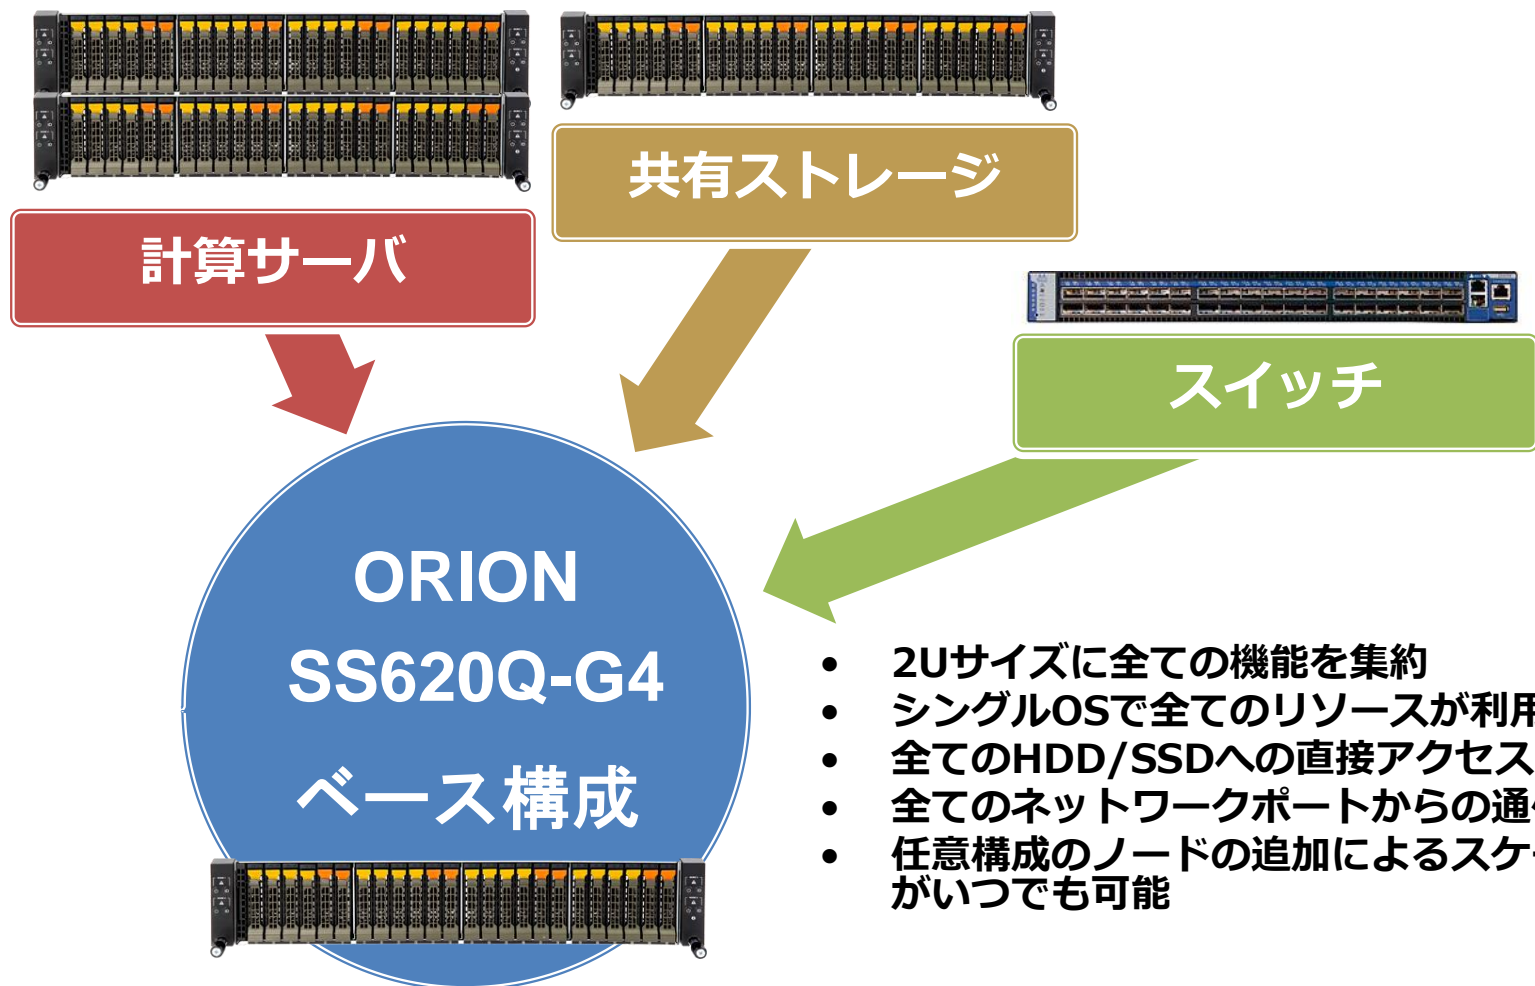 共有ストレージ
計算サーバ
スイッチ
ORION
SS620Q-G4
ベース構成
• 2Uサイズに全ての機能を集約
• シングルOSで全てのリソースが利用
• 全てのHDD/SSDへの直接アクセス
• 全てのネットワークポートからの通
• 任意構成のノードの追加によるスケー
がいつでも可能